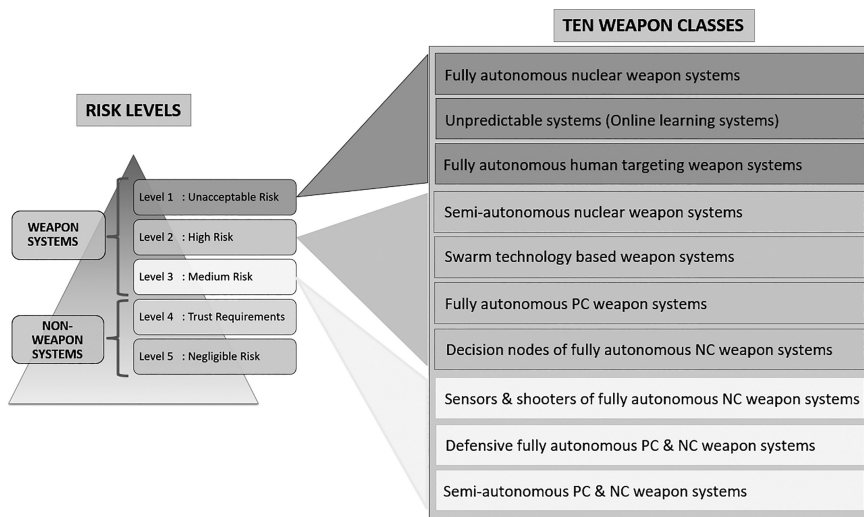 TEN WEAPON CLASSES
RISK LEVELS
WEAPON
SYSTEMS
NON-
WEAPON
SYSTEMS
Level 1 : Unacceptable Risk
Level 2 : High Risk
Level 3 : Medium Risk
Level 4 : Trust Requirements
Level 5 : Negligible Risk
Fully autonomous nuclear weapon systems
Unpredictable systems (Online learning systems)
Fully autonomous human targeting weapon systems
Semi-autonomous nuclear weapon systems
Swarm technology based weapon systems
Fully autonomous PC weapon systems
Decision nodes of fully autonomous NC weapon systems
Sensors & shooters of fully autonomous NC weapon systems
Defensive fully autonomous PC & NC weapon systems
Semi-autonomous PC & NC weapon systems